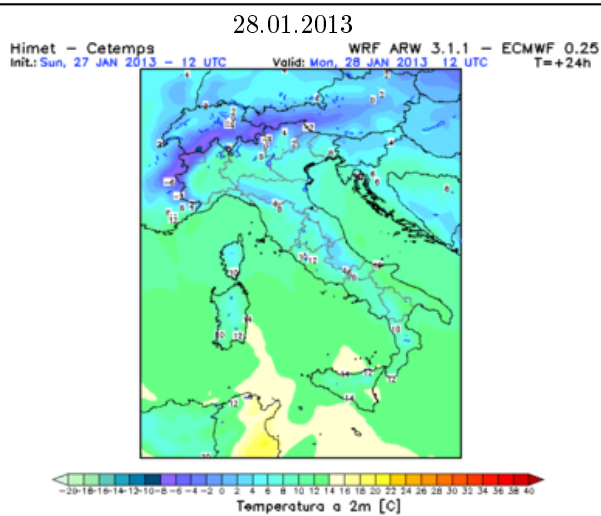 28.01.2013
Himet - Cetemps WRF ARW 3.1.1 - ECMWF 0.25
Init.: Sun, 27 JAN 2013 - 12 UTC Valid: Mon, 28 JAN 2013 12 UTC T=+24h
-20 -18 -16 -14 -12 -10 -8 -6 -4 -2 0 2 4 6 8 10 12 14 16 18 20 22 24 26 28 30 32 34 36 38 40
Temperatura a 2m [C]